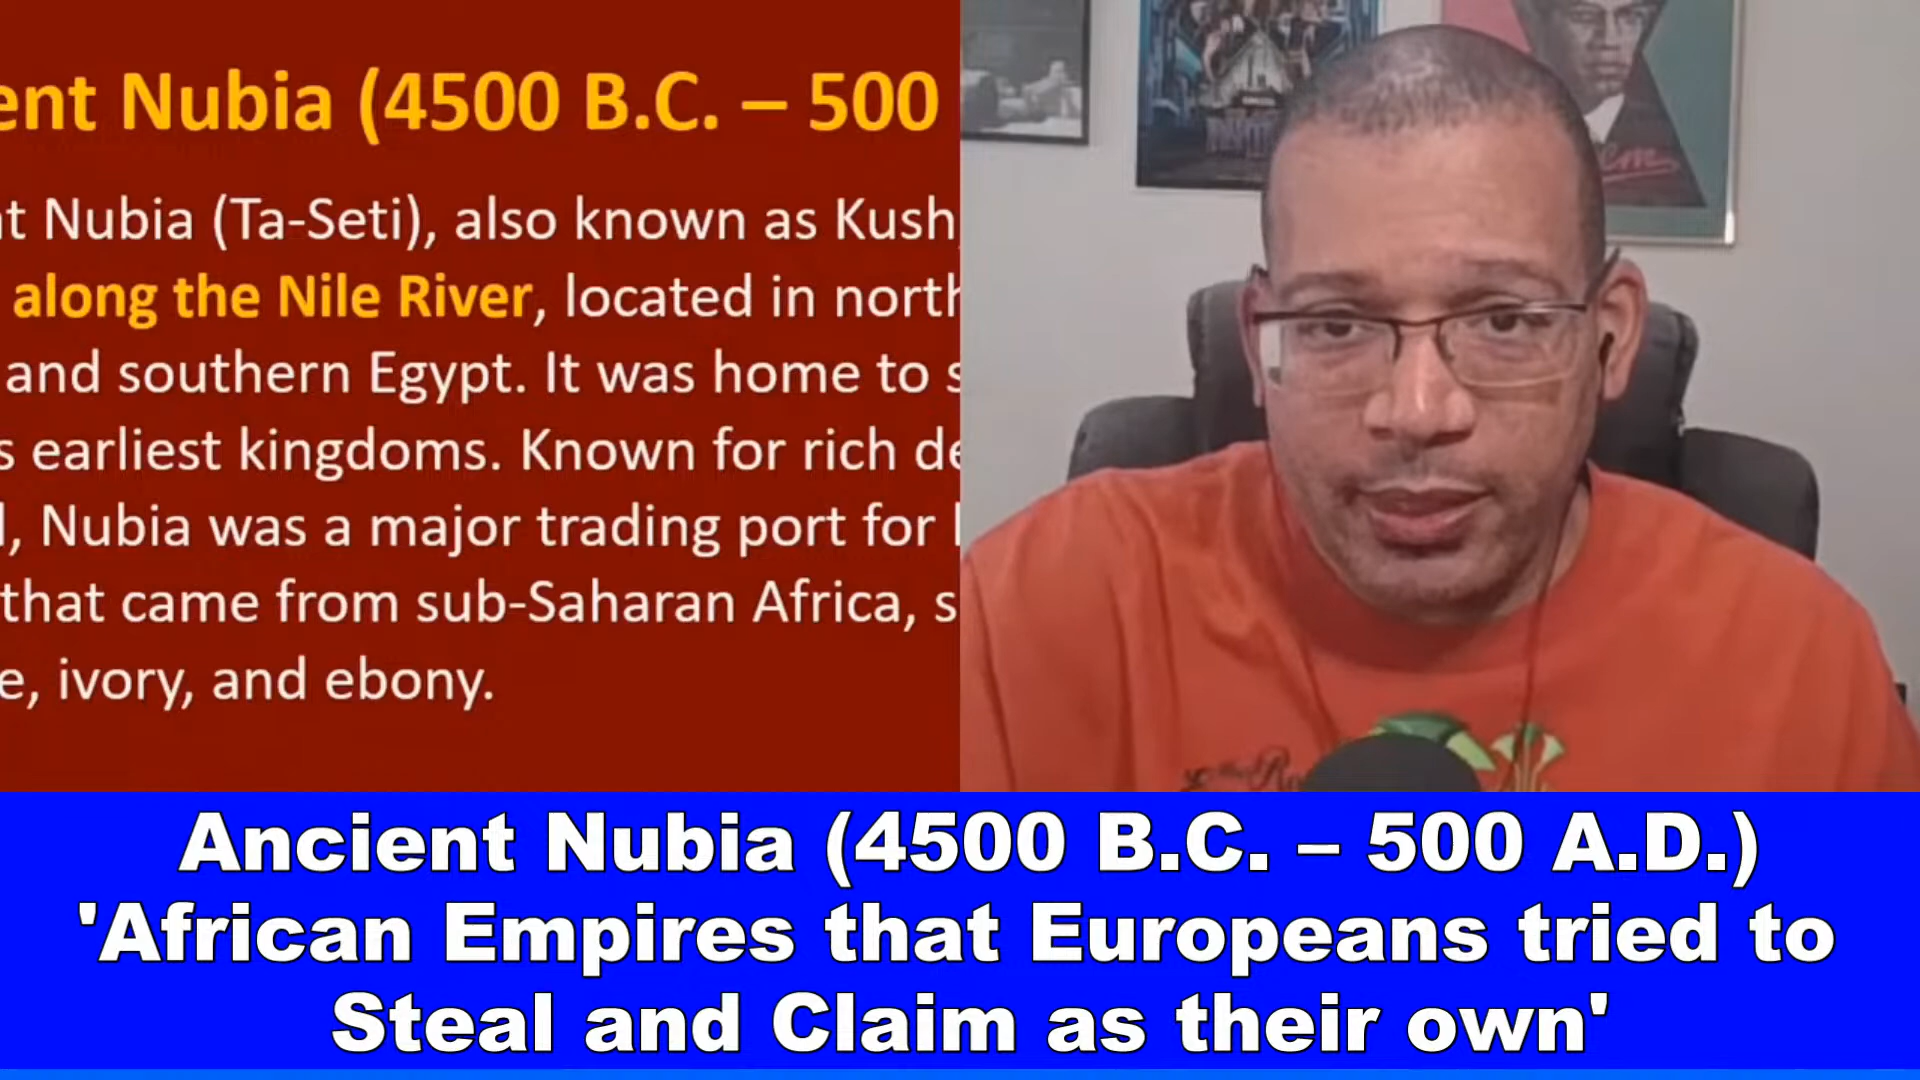 ent Nubia (4500 B.C. – 500
nt Nubia (Ta-Seti), also known as Kush,
along the Nile River, located in north
and southern Egypt. It was home to s
s earliest kingdoms. Known for rich de
l, Nubia was a major trading port for
that came from sub-Saharan Africa, s
e, ivory, and ebony.
Ancient Nubia (4500 B.C. – 500 A.D.)
'African Empires that Europeans tried to
Steal and Claim as their own'